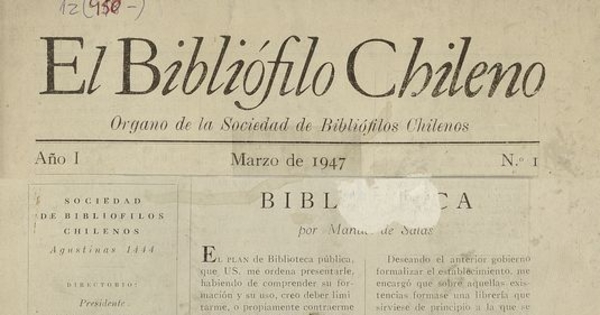 12(950-)
El Bibliófilo Chileno
Organo de la Sociedad de Bibliófilos Chilenos
Año I Marzo de 1947 N.º 1
SOCIEDAD
DE BIBLIOFILOS
CHILENOS
Agustinas 1444
DIRECTORIO:
Presidente
BIBL CA
por Manuel de Salas
EL PLAN de Biblioteca pública,
que US. me ordena presentarle,
habiendo de comprender su for-
mación y su uso, creo deber limi
tarme, o propiamente contraerme
Deseando el anterior gobierno
formalizar el establecimiento, me
encargó que sobre aquellas exis-
tencias formase una librería que
sirviese de principio a la que se